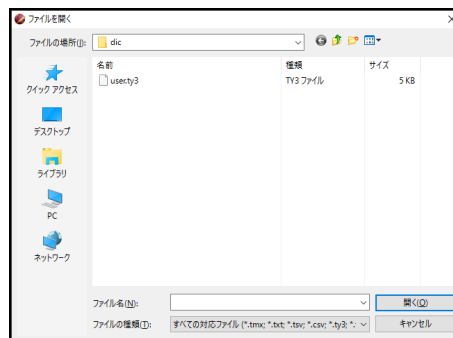 ファイルを開く
ファイルの場所(I):
dic
名前
種類
サイズ
user.ty3
TY3 ファイル
5 KB
クイック アクセス
デスクトップ
ライブラリ
PC
ネットワーク
ファイル名(N):
開く(O)
ファイルの種類(T):
すべての対応ファイル (*.tmx; *.txt; *.tsv; *.csv; *.ty3; *.
キャンセル